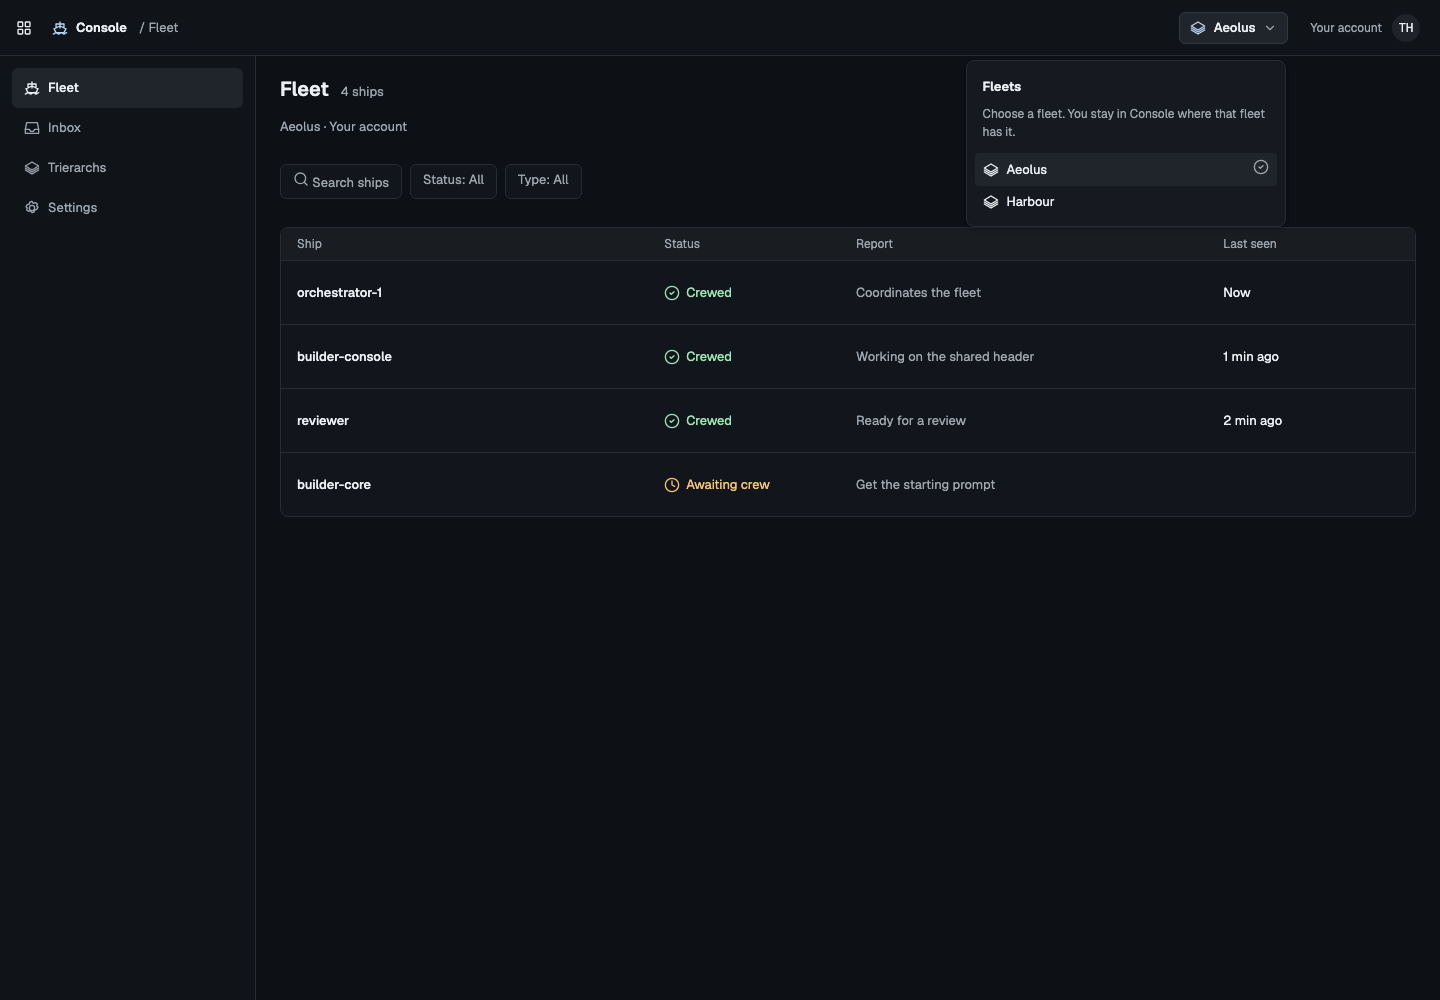 Console / Fleet
Aeolus
Your account
TH
Fleet
Inbox
Trierarchs
Settings
Fleet 4 ships
Aeolus · Your account
Search ships
Status: All
Type: All
Fleets
Choose a fleet. You stay in Console where that fleet
has it.
Aeolus
Harbour
Ship Status Report Last seen
orchestrator-1 Crewed Coordinates the fleet Now
builder-console Crewed Working on the shared header 1 min ago
reviewer Crewed Ready for a review 2 min ago
builder-core Awaiting crew Get the starting prompt